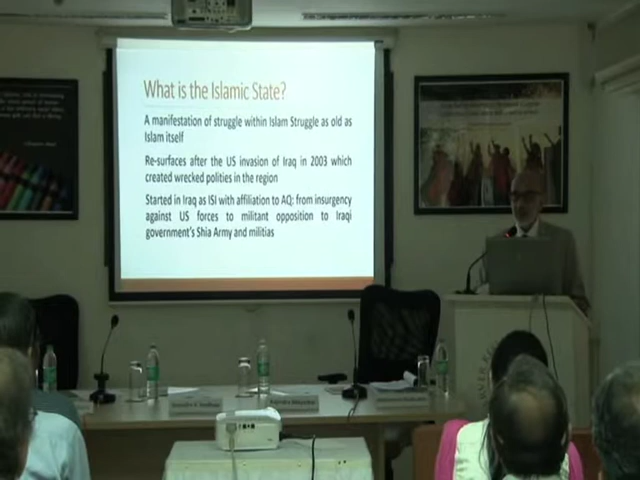 What is the Islamic State?
A manifestation of struggle within Islam Struggle as old as
Islam itself
Re-surfaces after the US invasion of Iraq in 2003 which
created wrecked polities in the region
Started in Iraq as ISI with affiliation to AQ: from insurgency
against US forces to militant opposition to Iraqi
government's Shia Army and militias